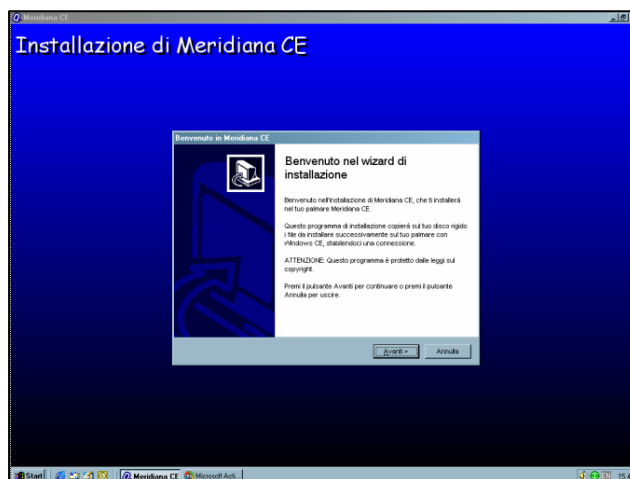 Meridiana CE
Installazione di Meridiana CE
Benvenuto in Meridiana CE
Benvenuto nel wizard di
installazione
Benvenuto nell'installazione di Meridiana CE, che ti installerà
nel tuo palmare Meridiana CE.
Questo programma di installazione copierà sul tuo disco rigido
i file da installare successivamente sul tuo palmare con
Windows CE, stabilendoci una connessione.
ATTENZIONE: Questo programma è protetto dalle leggi sul
copyright.
Premi il pulsante Avanti per continuare o premi il pulsante
Annulla per uscire.
Avanti > Annulla
Start Meridiana CE Microsoft Acti...